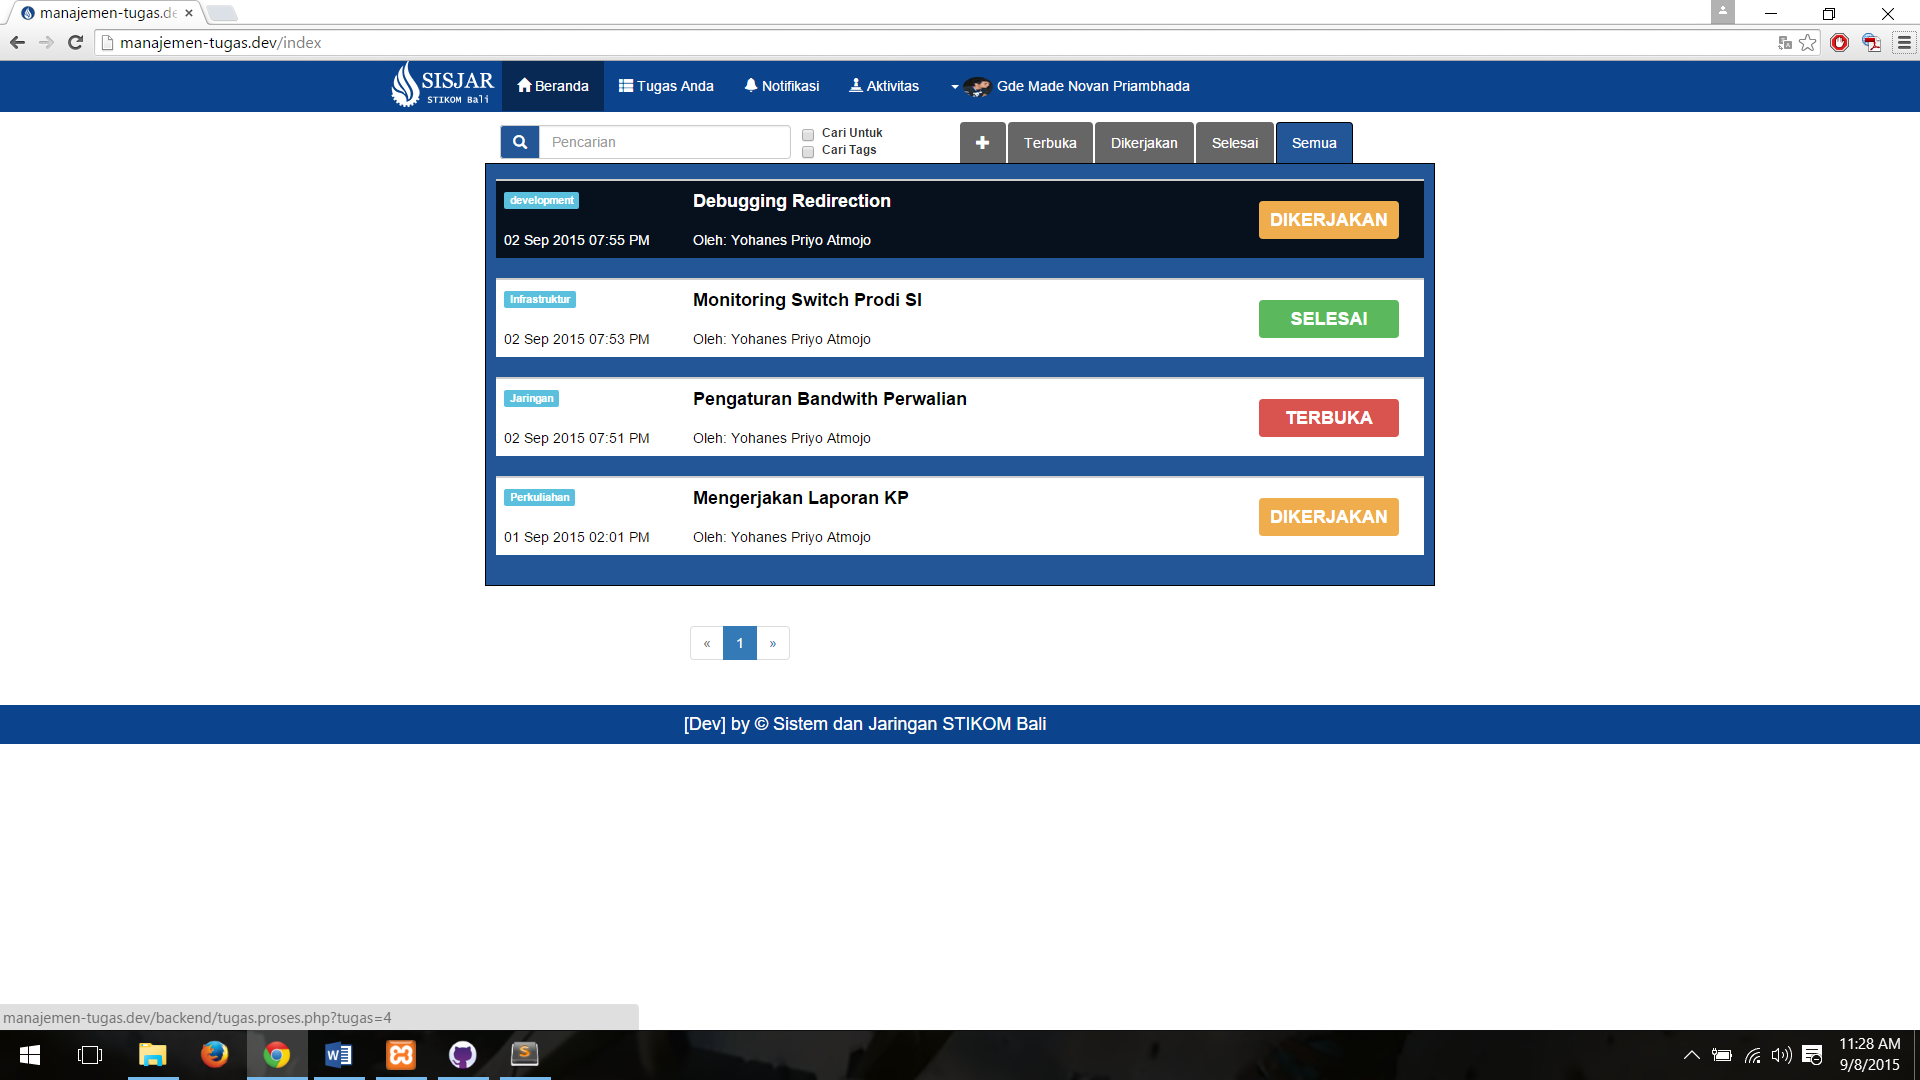 manajemen-tugas.de
manajemen-tugas.dev/index
SISJAR
STIKOM Bali
Beranda
Tugas Anda
Notifikasi
Aktivitas
Gde Made Novan Priambhada
Pencarian
Cari Untuk
Cari Tags
Terbuka
Dikerjakan
Selesai
Semua
development
Debugging Redirection
DIKERJAKAN
02 Sep 2015 07:55 PM
Oleh: Yohanes Priyo Atmojo
Infrastruktur
Monitoring Switch Prodi SI
SELESAI
02 Sep 2015 07:53 PM
Oleh: Yohanes Priyo Atmojo
Jaringan
Pengaturan Bandwith Perwalian
TERBUKA
02 Sep 2015 07:51 PM
Oleh: Yohanes Priyo Atmojo
Perkuliahan
Mengerjakan Laporan KP
DIKERJAKAN
01 Sep 2015 02:01 PM
Oleh: Yohanes Priyo Atmojo
« 1 »
[Dev] by © Sistem dan Jaringan STIKOM Bali
manajemen-tugas.dev/backend/tugas.proses.php?tugas=4
11:28 AM
9/8/2015